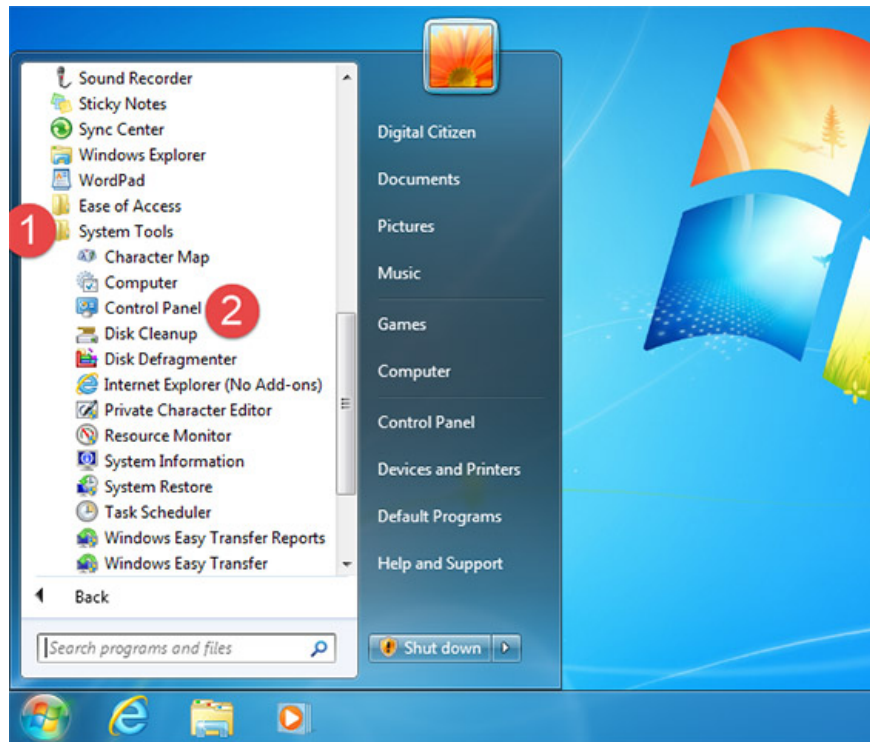 Sound Recorder
Sticky Notes
Sync Center
Windows Explorer
WordPad
Ease of Access
1
System Tools
Character Map
Computer
Control Panel
2
Disk Cleanup
Disk Defragmenter
Internet Explorer (No Add-ons)
Private Character Editor
Resource Monitor
System Information
System Restore
Task Scheduler
Windows Easy Transfer Reports
Windows Easy Transfer
Back
Search programs and files
Digital Citizen
Documents
Pictures
Music
Games
Computer
Control Panel
Devices and Printers
Default Programs
Help and Support
Shut down